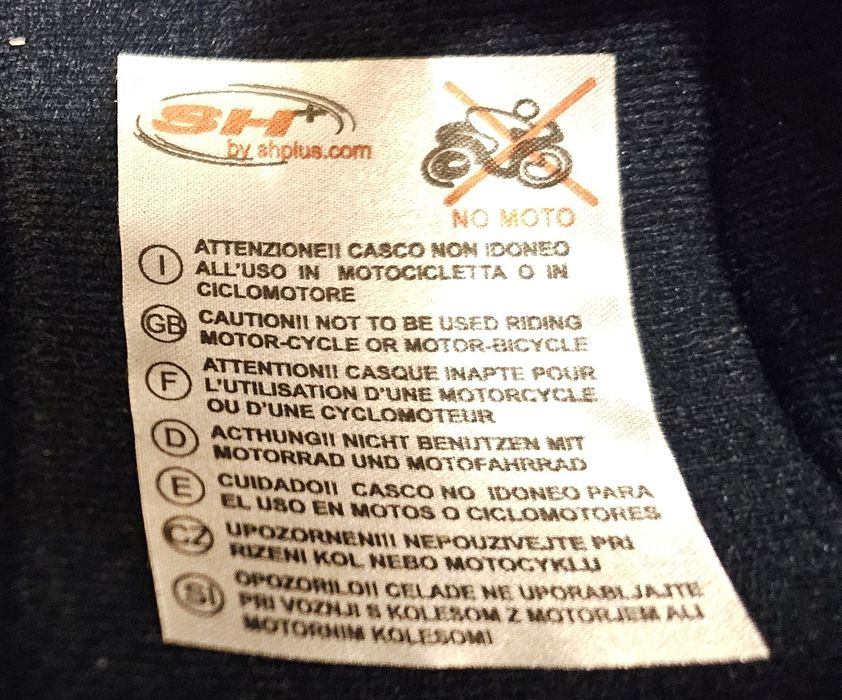 SH+
by shplus.com
NO MOTO
I ATTENZIONE!! CASCO NON IDONEO
ALL'USO IN MOTOCICLETTA O IN
CICLOMOTORE
GB CAUTION!! NOT TO BE USED RIDING
MOTOR-CYCLE OR MOTOR-BICYCLE
F ATTENTION!! CASQUE INAPTE POUR
L'UTILISATION D'UNE MOTORCYCLE
OU D'UNE CYCLOMOTEUR
D ACTHUNG!! NICHT BENUTZEN MIT
MOTORRAD UND MOTOFAHRRAD
E CUIDADO!! CASCO NO IDONEO PARA
EL USO EN MOTOS O CICLOMOTORES
CZ UPOZORNENI!! NEPOUZIVEJTE PRI
RIZENI KOL NEBO MOTOCYKLU
SI OPOZORILO!! CELADE NE UPORABLJAJTE
PRI VOZNJI S KOLESOM Z MOTORJEM ALI
MOTORNIM KOLESOM!